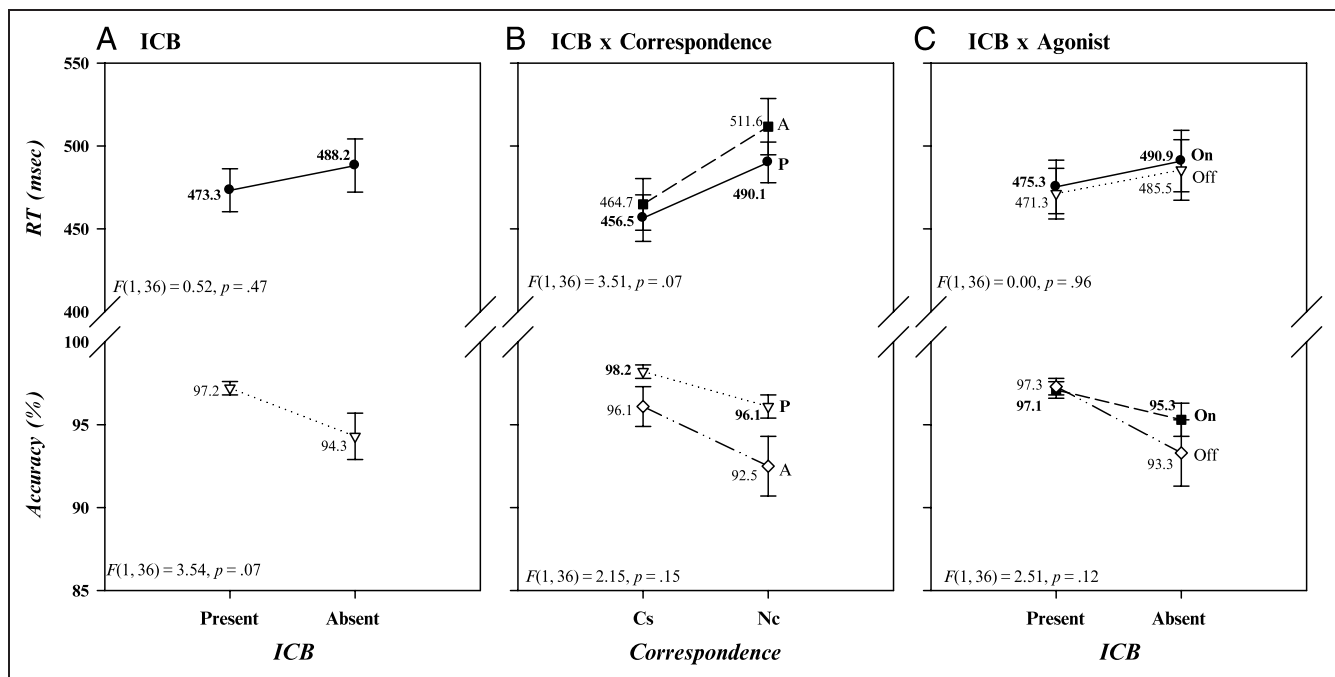 A ICB
B ICB x Correspondence
C ICB x Agonist
RT (msec)
550
500
450
400
473.3
488.2
F(1, 36) = 0.52, p = .47
464.7
511.6
A
456.5
490.1
P
F(1, 36) = 3.51, p = .07
475.3
490.9
On
471.3
485.5
Off
F(1, 36) = 0.00, p = .96
Accuracy (%)
100
95
90
85
97.2
94.3
F(1, 36) = 3.54, p = .07
98.2
96.1
P
96.1
92.5
A
F(1, 36) = 2.15, p = .15
97.3
97.1
95.3
On
93.3
Off
F(1, 36) = 2.51, p = .12
Present Absent
ICB
Cs Nc
Correspondence
Present Absent
ICB